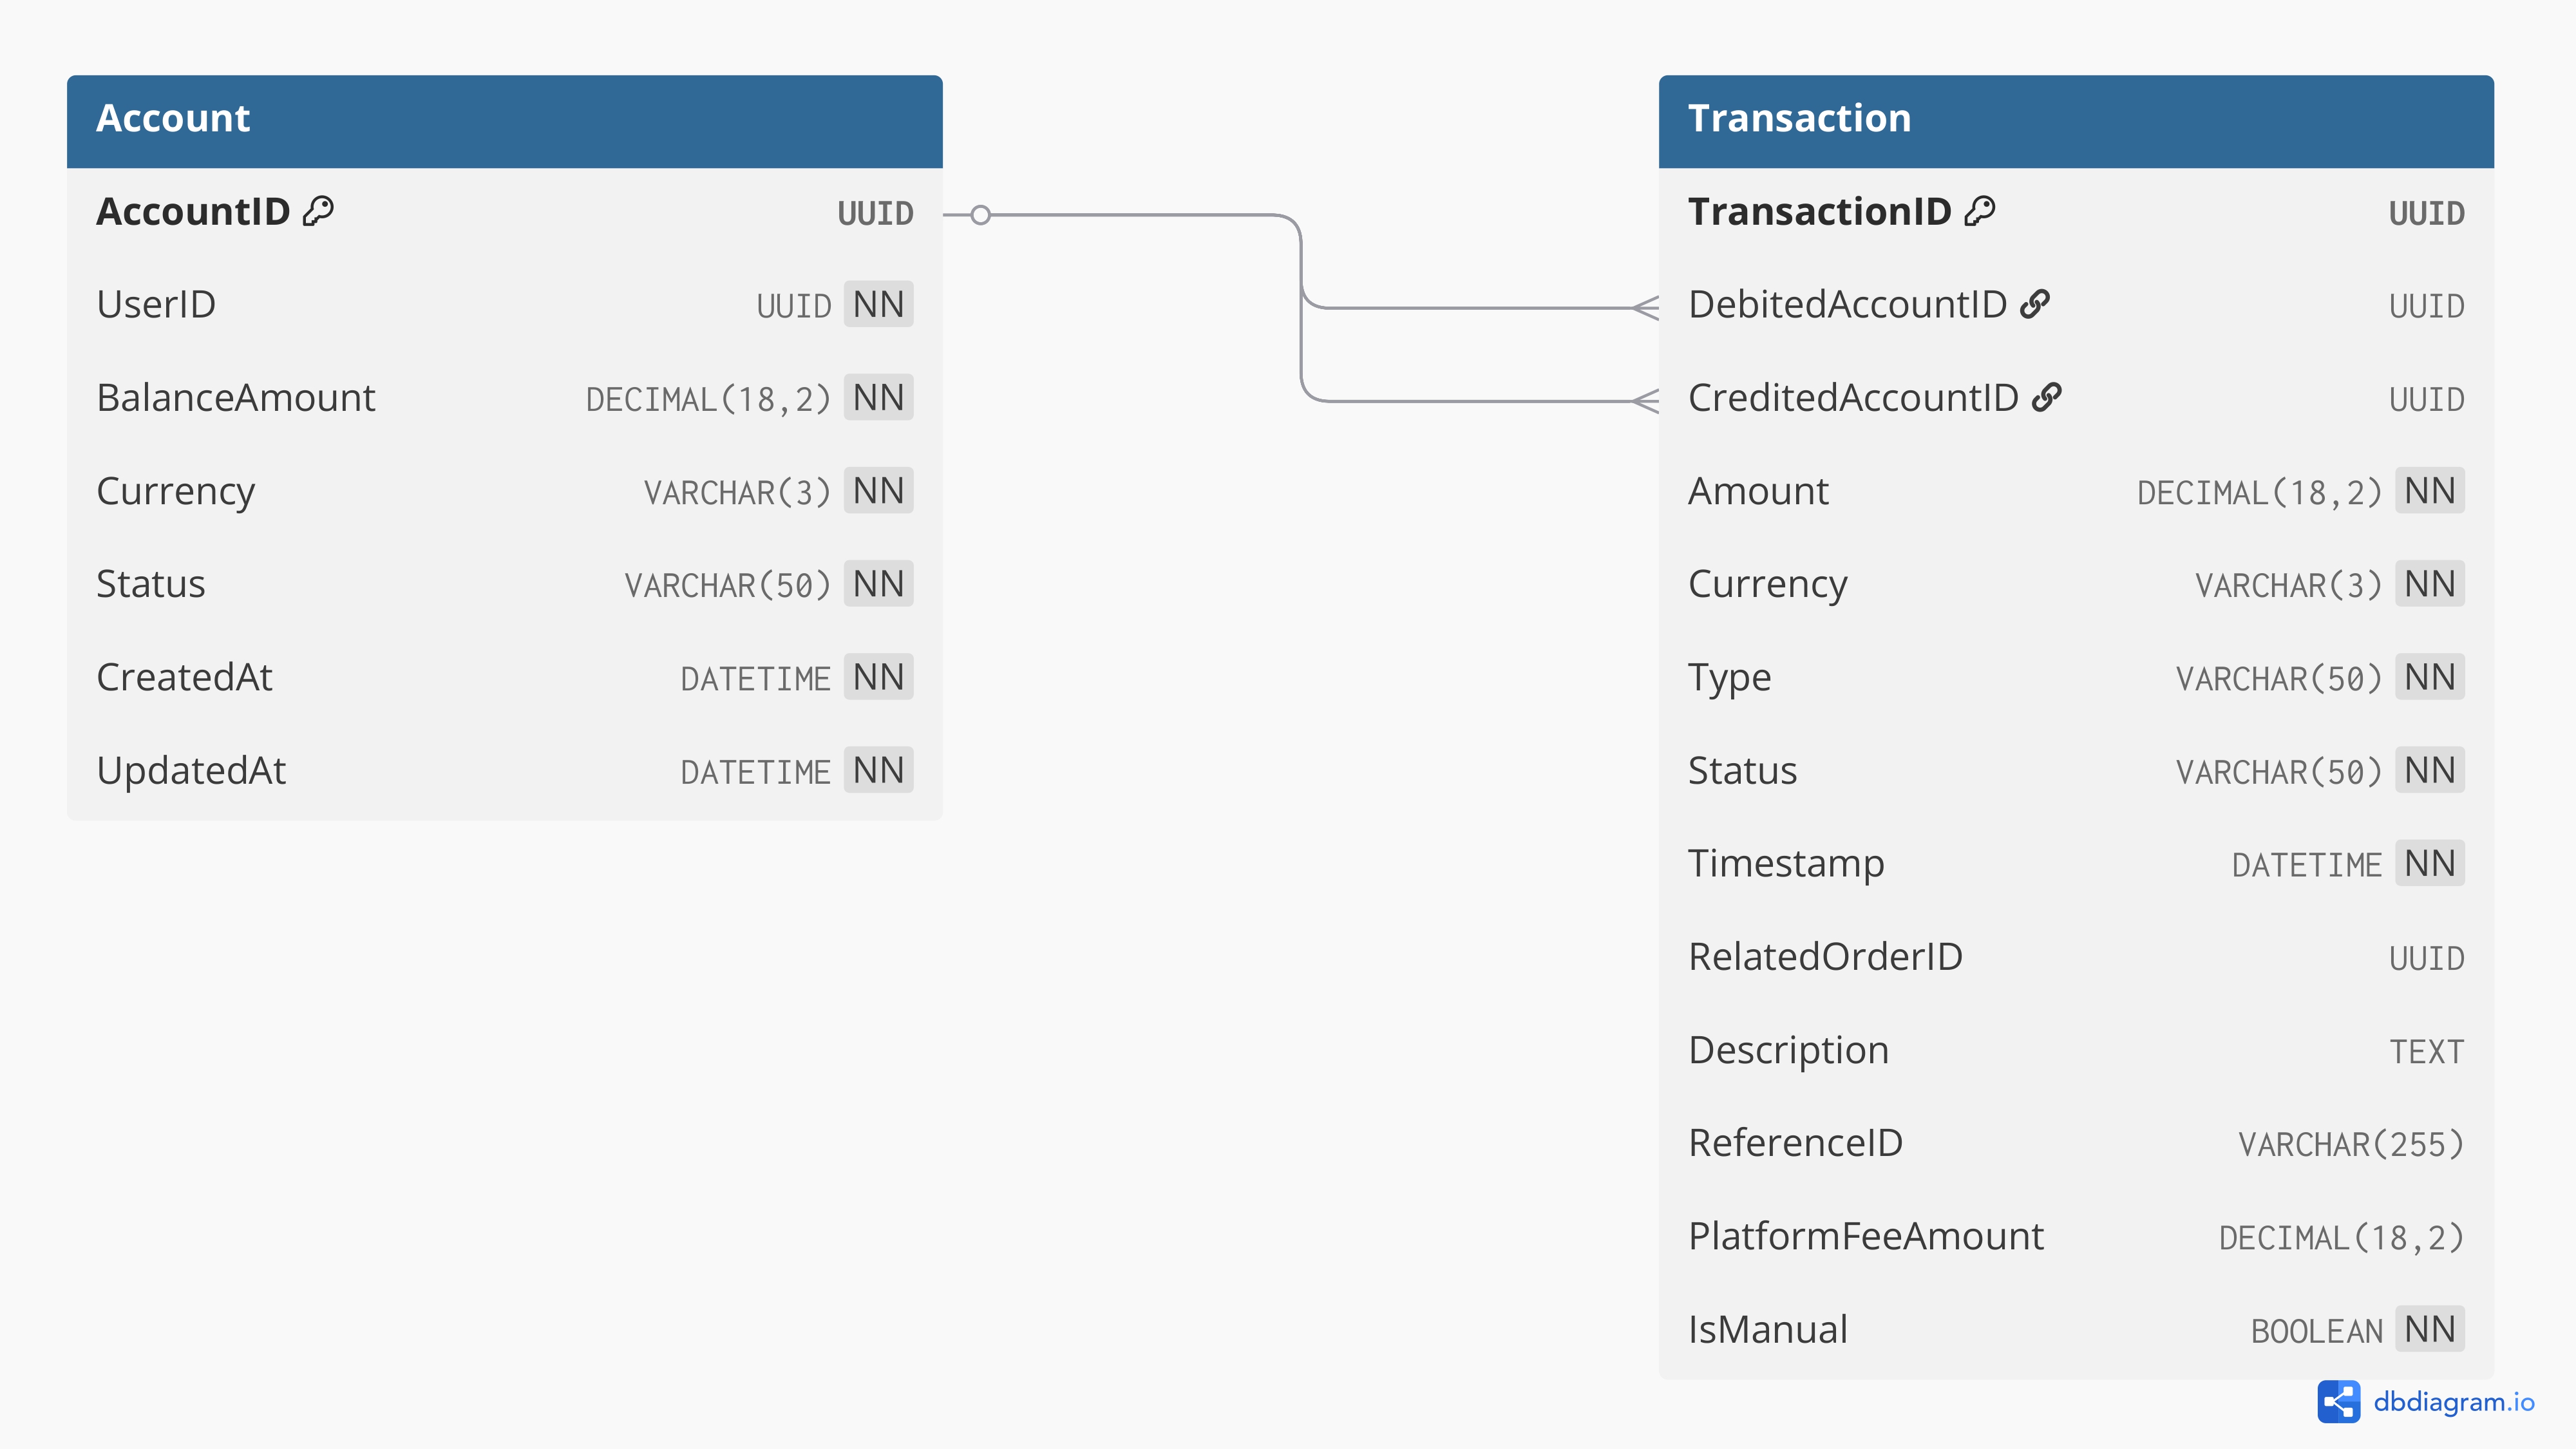 Account
AccountID UUID
UserID UUID NN
BalanceAmount DECIMAL(18,2) NN
Currency VARCHAR(3) NN
Status VARCHAR(50) NN
CreatedAt DATETIME NN
UpdatedAt DATETIME NN
Transaction
TransactionID UUID
DebitedAccountID UUID
CreditedAccountID UUID
Amount DECIMAL(18,2) NN
Currency VARCHAR(3) NN
Type VARCHAR(50) NN
Status VARCHAR(50) NN
Timestamp DATETIME NN
RelatedOrderID UUID
Description TEXT
ReferenceID VARCHAR(255)
PlatformFeeAmount DECIMAL(18,2)
IsManual BOOLEAN NN
dbdiagram.io